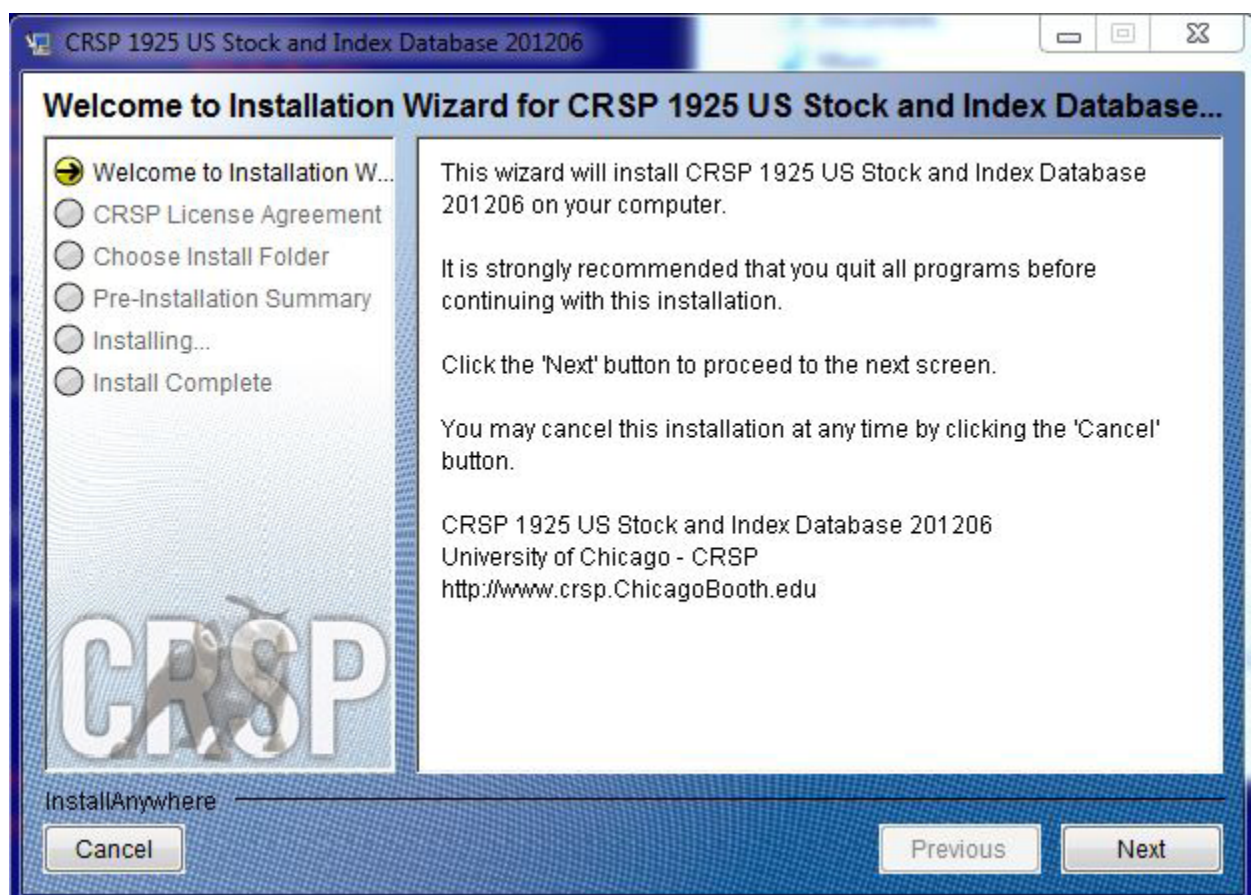 CRSP 1925 US Stock and Index Database 201206
Welcome to Installation Wizard for CRSP 1925 US Stock and Index Database...
Welcome to Installation W...
CRSP License Agreement
Choose Install Folder
Pre-Installation Summary
Installing...
Install Complete
CRSP
This wizard will install CRSP 1925 US Stock and Index Database
201206 on your computer.
It is strongly recommended that you quit all programs before
continuing with this installation.
Click the 'Next' button to proceed to the next screen.
You may cancel this installation at any time by clicking the 'Cancel'
button.
CRSP 1925 US Stock and Index Database 201206
University of Chicago - CRSP
http://www.crsp.ChicagoBooth.edu
InstallAnywhere
Cancel
Previous
Next